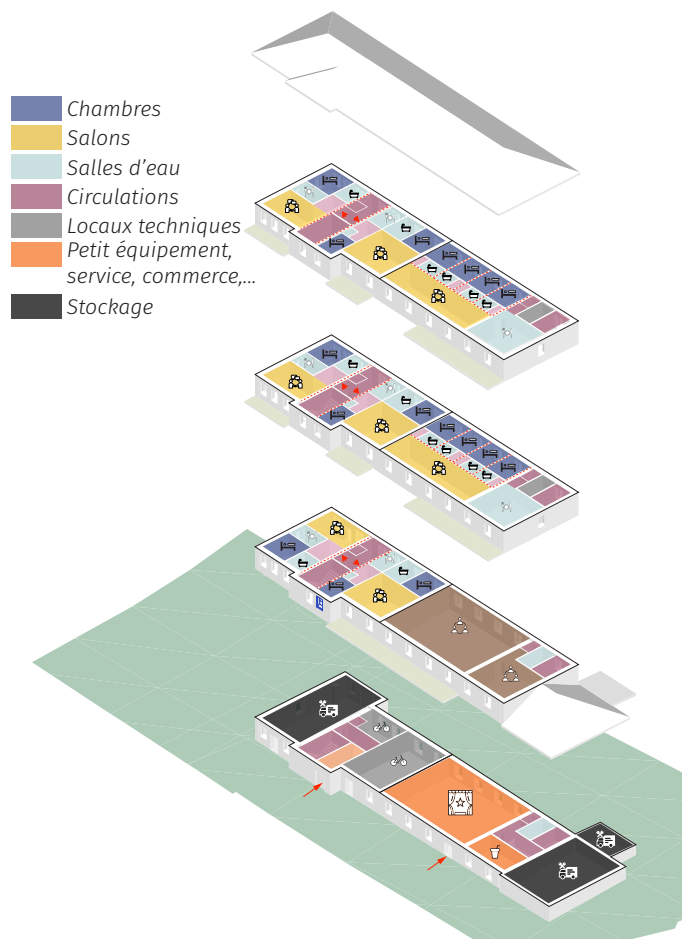 Chambres
Salons
Salles d'eau
Circulations
Locaux techniques
Petit équipement,
service, commerce,...
Stockage